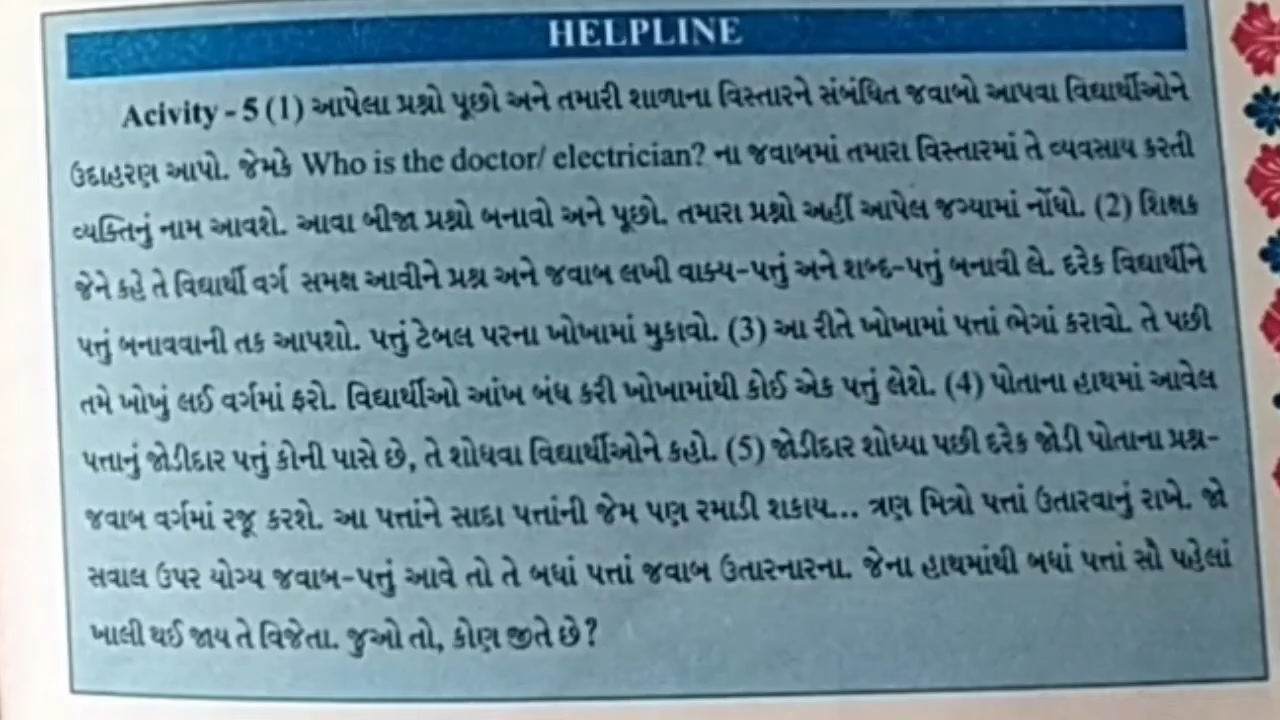 HELPLINE
Acivity - 5 (1) આપેલા પ્રશ્નો પૂછો અને તમારી શાળાના વિસ્તારને સંબંધિત જવાબો આપવા વિદ્યાર્થીઓને
ઉદાહરણ આપો. જેમકે Who is the doctor/ electrician? ના જવાબમાં તમારા વિસ્તારમાં તે વ્યવસાય કરતી
વ્યક્તિનું નામ આવશે. આવા બીજા પ્રશ્નો બનાવો અને પૂછો. તમારા પ્રશ્નો અહીં આપેલ જગ્યામાં નોંધો. (2) શિક્ષક
જેને કહે તે વિદ્યાર્થી વર્ગ સમક્ષ આવીને પ્રશ્ન અને જવાબ લખી વાક્ય-પત્તું અને શબ્દ-પત્તું બનાવી લે. દરેક વિદ્યાર્થીને
પત્તું બનાવવાની તક આપશો. પત્તું ટેબલ પરના ખોખામાં મુકાવો. (3) આ રીતે ખોખામાં પત્તાં ભેગાં કરાવો. તે પછી
તમે ખોખું લઈ વર્ગમાં ફરો. વિદ્યાર્થીઓ આંખ બંધ કરી ખોખામાંથી કોઈ એક પત્તું લેશે. (4) પોતાના હાથમાં આવેલ
પત્તાનું જોડીદાર પત્તું કોની પાસે છે, તે શોધવા વિદ્યાર્થીઓને કહો. (5) જોડીદાર શોધ્યા પછી દરેક જોડી પોતાના પ્રશ્ન-
જવાબ વર્ગમાં રજૂ કરશે. આ પત્તાંને સાદા પત્તાંની જેમ પણ રમાડી શકાય... ત્રણ મિત્રો પત્તાં ઉતારવાનું રાખે. જો
સવાલ ઉપર યોગ્ય જવાબ-પત્તું આવે તો તે બધાં પત્તાં જવાબ ઉતારનારના. જેના હાથમાંથી બધાં પત્તાં સૌ પહેલાં
ખાલી થઈ જાય તે વિજેતા. જુઓ તો, કોણ જીતે છે?